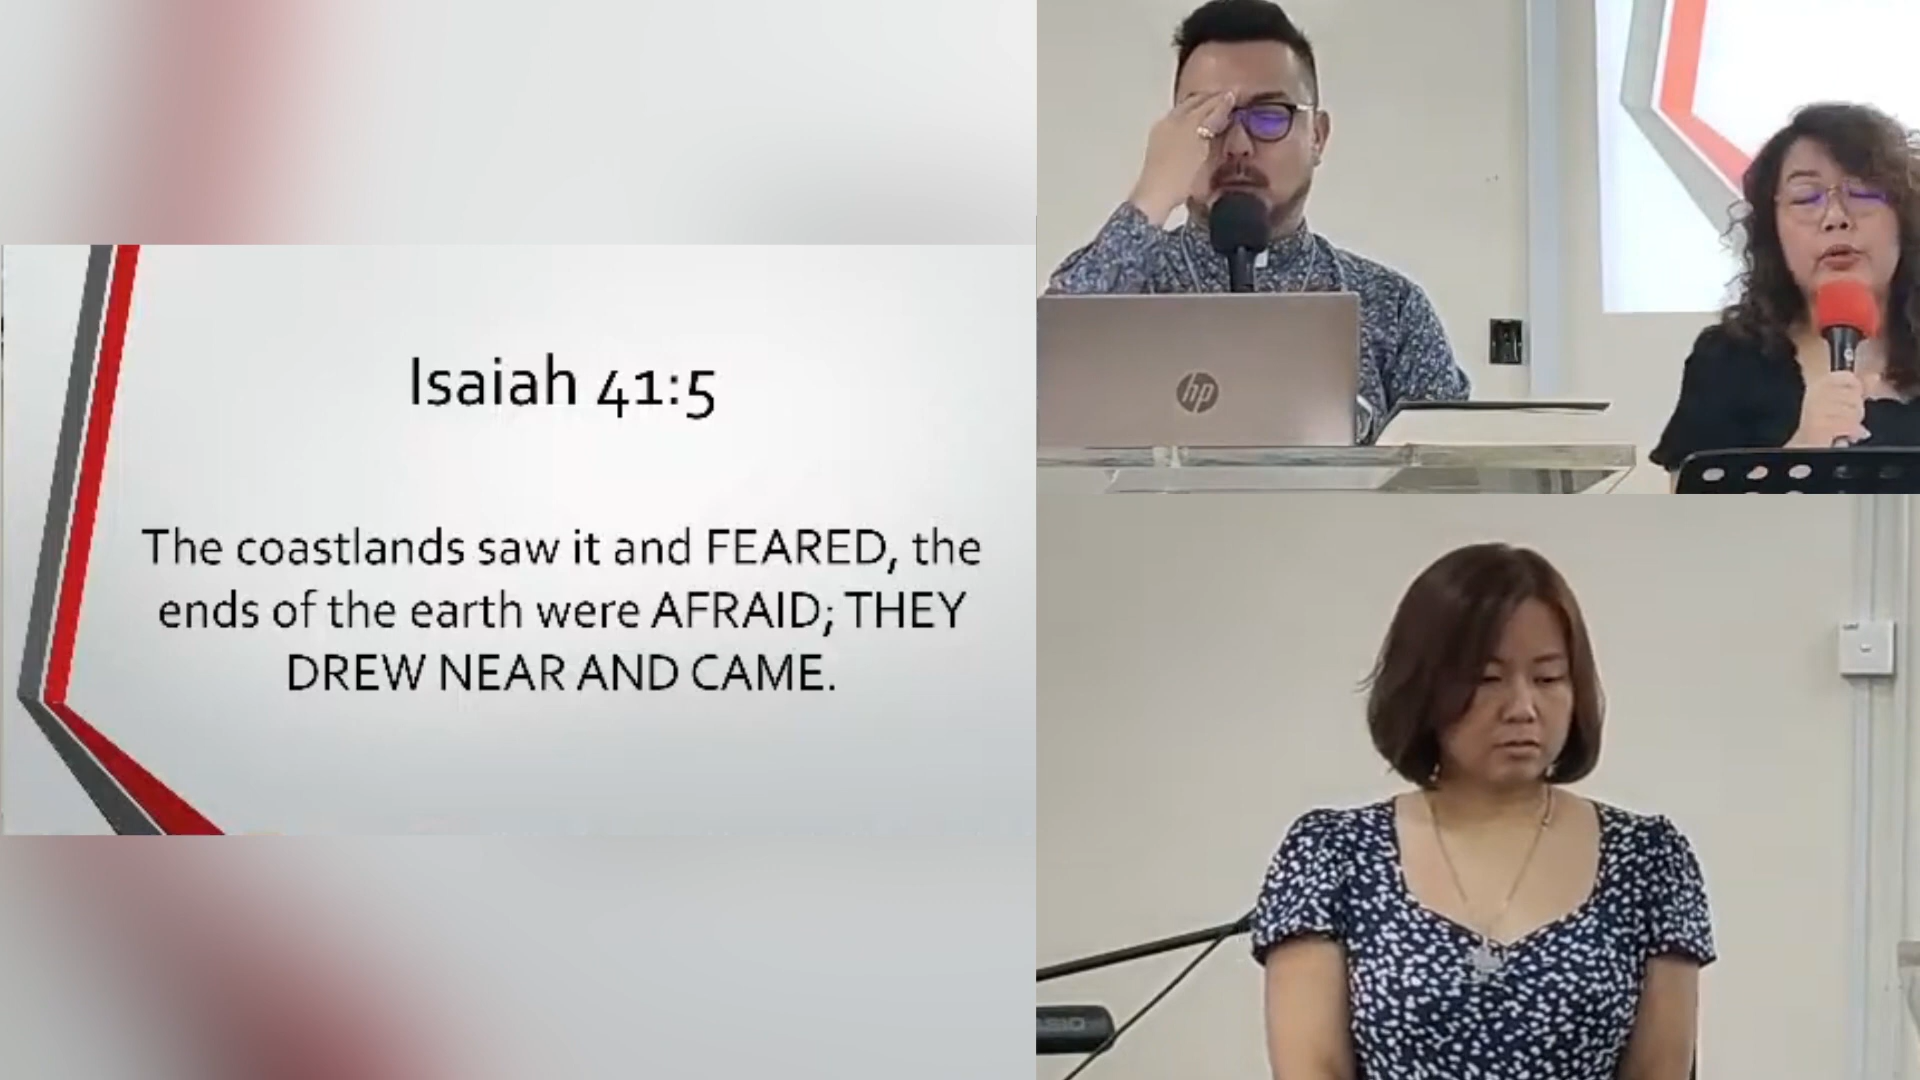 Isaiah 41:5
The coastlands saw it and FEARED, the
ends of the earth were AFRAID; THEY
DREW NEAR AND CAME.
hp
CASIO